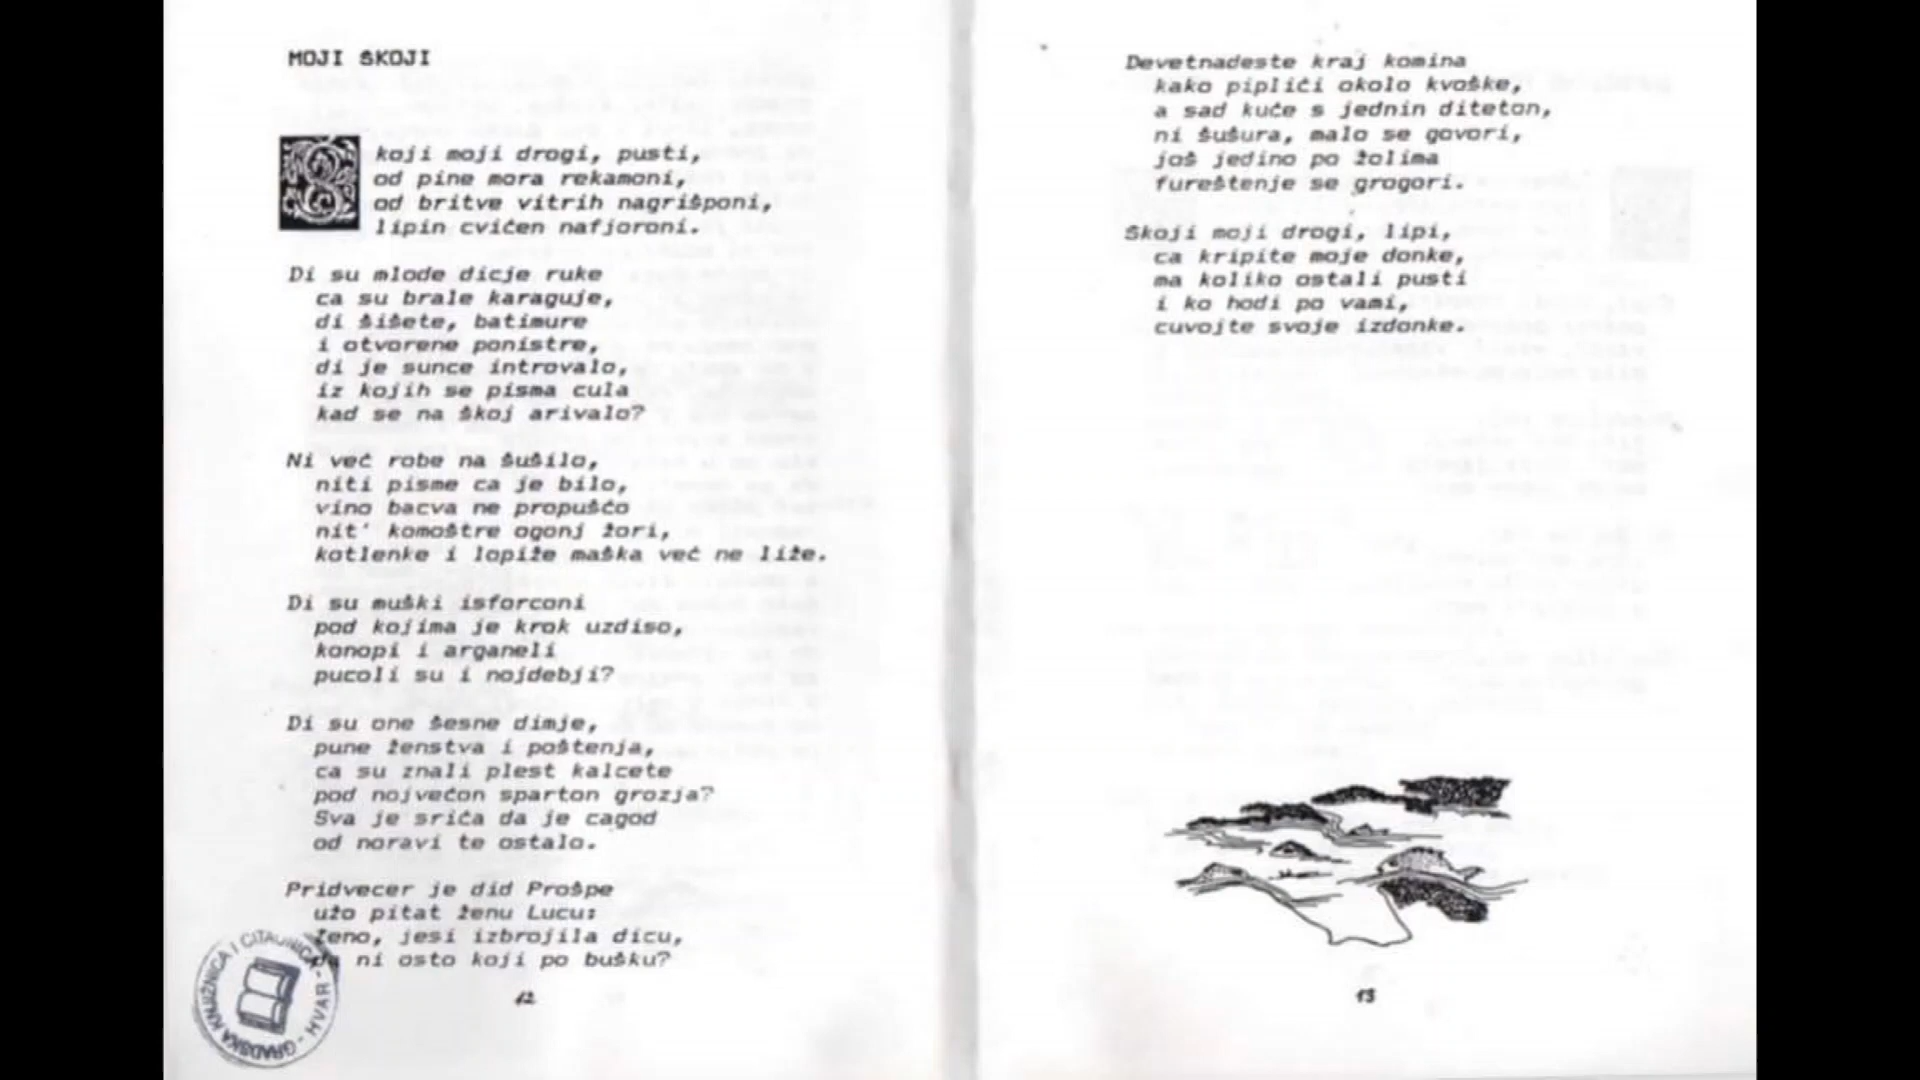 MOJI ŠKOJI
Škoji moji drogi, pusti,
od pine mora rekamoni,
od britve vitrih nagrišponi,
lipin cvićen nafjoroni.
Di su mlode dicje ruke
ca su brale karaguje,
di šišete, batimure
i otvorene ponistre,
di je sunce introvalo,
iz kojih se pisma cula
kad se na škoj arivalo?
Ni već robe na šušilo,
niti pisme ca je bilo,
vino bacva ne propušćo
nit' komoštre ogonj žori,
kotlenke i lopiže maška već ne liže.
Di su muški isforconi
pod kojima je krok uzdiso,
konopi i arganeli
pucoli su i nojdebji?
Di su one šesne dimje,
pune ženstva i poštenja,
ca su znali plest kalcete
pod nojvećon sparton grozja?
Sva je srića da je cagod
od noravi te ostalo.
Pridvecer je did Prošpe
užo pitat ženu Lucu:
ženo, jesi izbrojila dicu,
da ni osto koji po bušku?
12
GRADSKA KNJIŽNICA I ČITAONICA - HVAR -
Devetnadeste kraj komina
kako piplići okolo kvoške,
a sad kuće s jednin diteton,
ni šušura, malo se govori,
još jedino po žolima
fureštenje se grogori.
Škoji moji drogi, lipi,
ca kripite moje donke,
ma koliko ostali pusti
i ko hodi po vami,
cuvojte svoje izdonke.
13